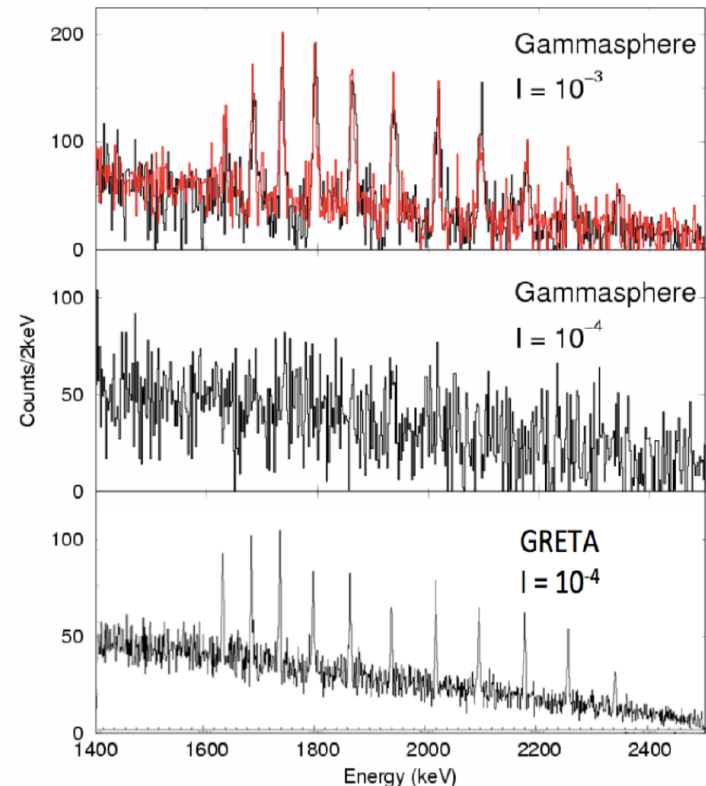 200
Gammasphere
I = 10⁻³
100
0
100
Gammasphere
I = 10⁻⁴
Counts/2keV
50
0
100
GRETA
I = 10⁻⁴
50
0
1400 1600 1800 2000 2200 2400
Energy (keV)